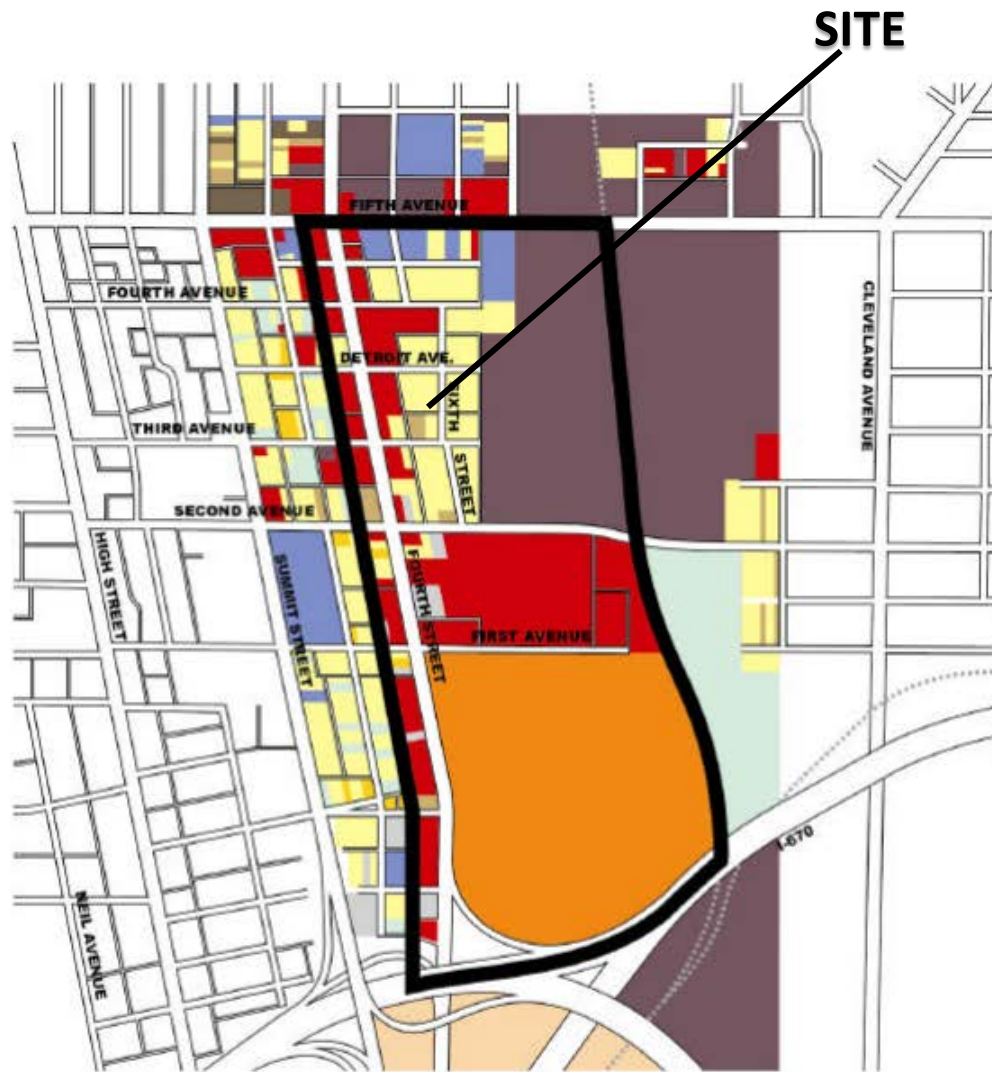 SITE
FIFTH AVENUE
FOURTH AVENUE
CLEVELAND AVENUE
DETROIT AVE.
SIXTH
STREET
THIRD AVENUE
SECOND AVENUE
HIGH STREET
SUMMIT STREET
FOURTH STREET
FIRST AVENUE
I-670
NEIL AVENUE